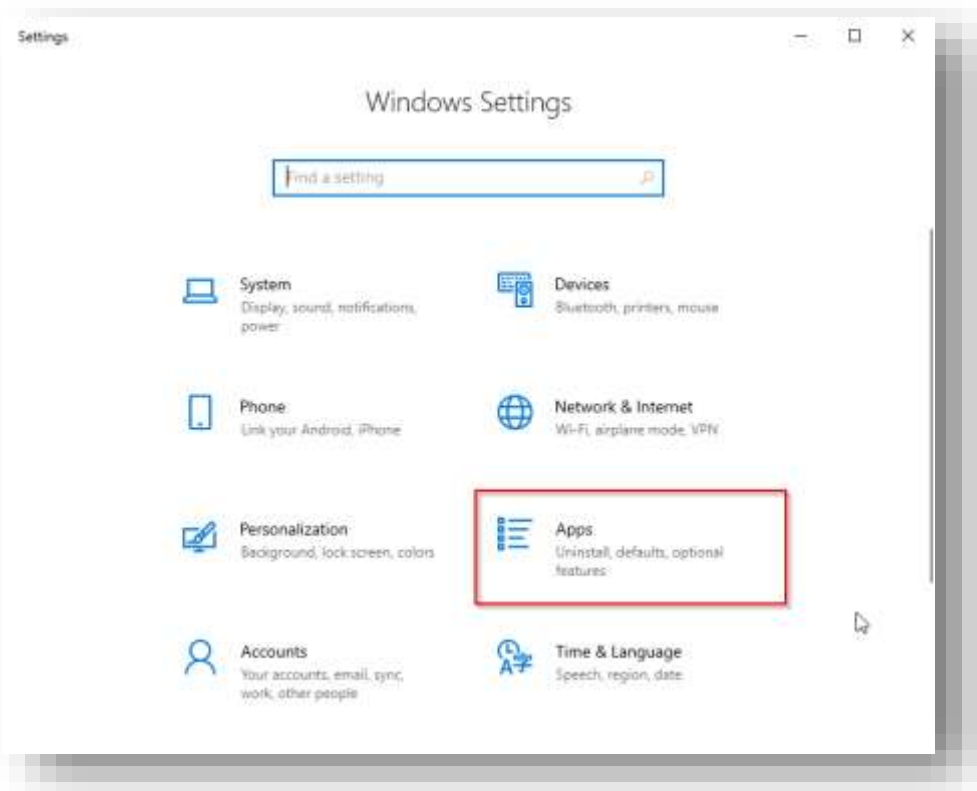 Settings
Windows Settings
Find a setting
System
Display, sound, notifications,
power
Devices
Bluetooth, printers, mouse
Phone
Link your Android, iPhone
Network & Internet
Wi-Fi, airplane mode, VPN
Personalization
Background, lock screen, colors
Apps
Uninstall, defaults, optional
features
Accounts
Your accounts, email, sync,
work, other people
Time & Language
Speech, region, date